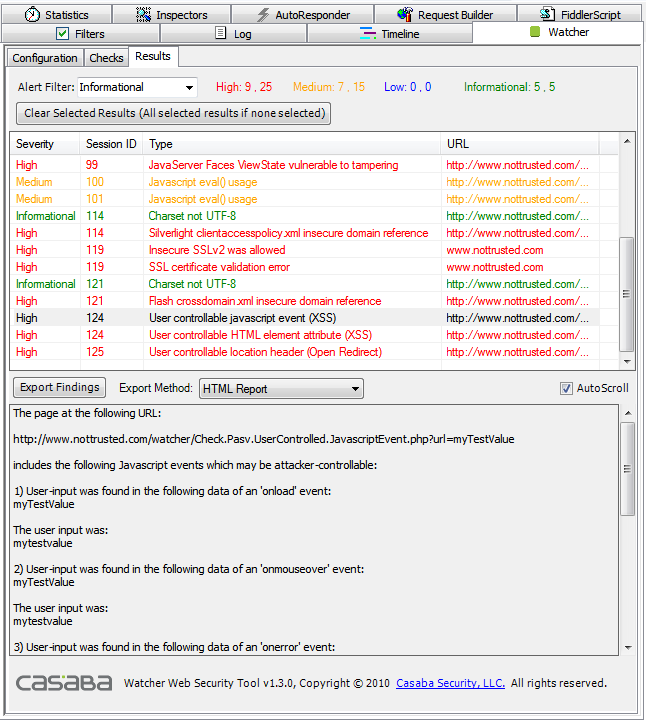 Statistics Inspectors AutoResponder Request Builder FiddlerScript
Filters Log Timeline Watcher
Configuration Checks Results
Alert Filter: Informational High: 9 , 25 Medium: 7 , 15 Low: 0 , 0 Informational: 5 , 5
Clear Selected Results (All selected results if none selected)
Severity Session ID Type URL
High 99 JavaServer Faces ViewState vulnerable to tampering http://www.nottrusted.com/...
Medium 100 Javascript eval() usage http://www.nottrusted.com/...
Medium 101 Javascript eval() usage http://www.nottrusted.com/...
Informational 114 Charset not UTF-8 http://www.nottrusted.com/...
High 114 Silverlight clientaccesspolicy.xml insecure domain reference http://www.nottrusted.com/...
High 119 Insecure SSLv2 was allowed www.nottrusted.com
High 119 SSL certificate validation error www.nottrusted.com
Informational 121 Charset not UTF-8 http://www.nottrusted.com/...
High 121 Flash crossdomain.xml insecure domain reference http://www.nottrusted.com/...
High 124 User controllable javascript event (XSS) http://www.nottrusted.com/...
High 124 User controllable HTML element attribute (XSS) http://www.nottrusted.com/...
High 125 User controllable location header (Open Redirect) http://www.nottrusted.com/...
Export Findings Export Method: HTML Report AutoScroll
The page at the following URL:
http://www.nottrusted.com/watcher/Check.Pasv.UserControlled.JavascriptEvent.php?url=myTestValue
includes the following Javascript events which may be attacker-controllable:
1) User-input was found in the following data of an 'onload' event:
myTestValue
The user input was:
mytestvalue
2) User-input was found in the following data of an 'onmouseover' event:
myTestValue
The user input was:
mytestvalue
3) User-input was found in the following data of an 'onerror' event:
casaba Watcher Web Security Tool v1.3.0, Copyright © 2010 Casaba Security, LLC. All rights reserved.